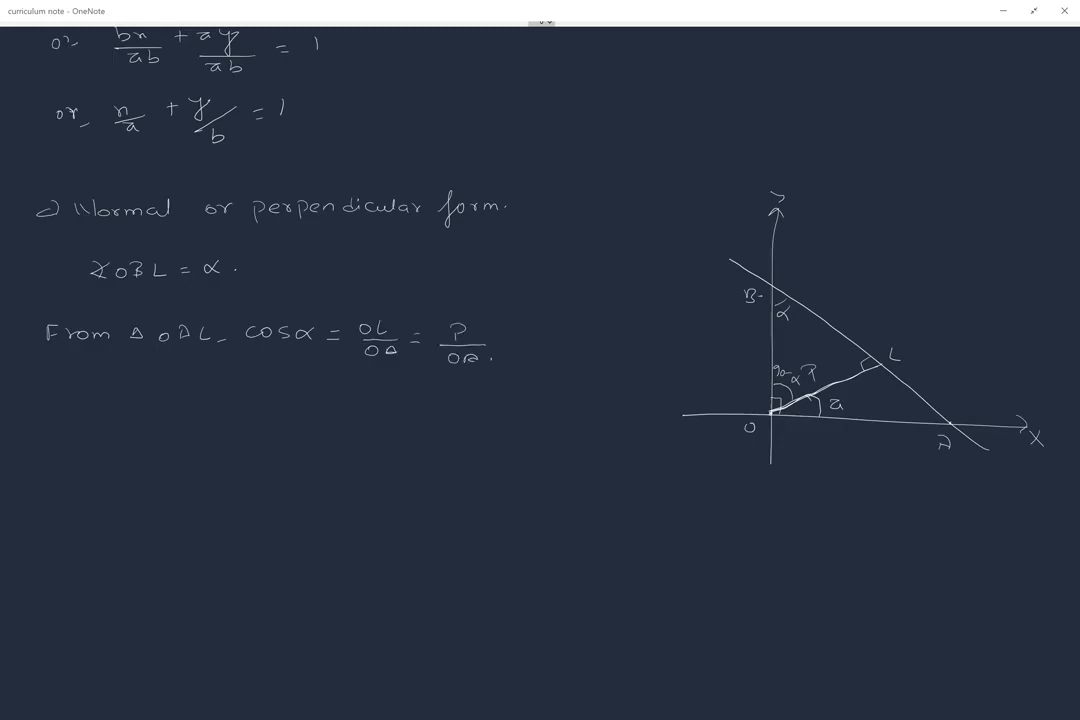 curriculum note - OneNote
or, bx/ab + ay/ab = 1
or, x/a + y/b = 1
c) Normal or perpendicular form.
∠OBL = α.
From Δ OAL, cosα = OL/OA = P/OA.
Y
B
α
L
90-α
P
α
O
A
X